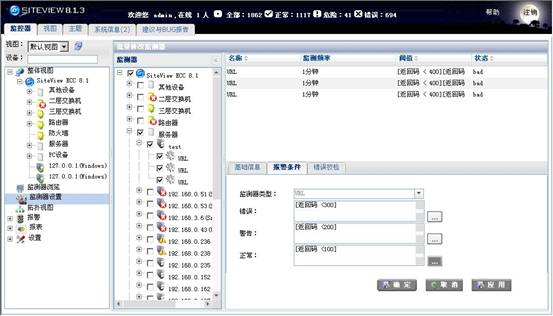 SITEVIEW 8.1.3
欢迎您 admin,在线 1 人 全部:1862 正常:1117 危险:41 错误:694
帮助 注销
监控器 视图 主题 系统信息(2) 建议与BUG报告
视图: 默认视图
设备:
整体视图
SiteView ECC 8.1
其他设备
二层交换机
三层交换机
路由器
防火墙
服务器
PC设备
127.0.0.1(Windows)
127.0.0.1(Windows)
监测器浏览
监测器设置
拓扑视图
报警
报表
设置
批量修改监测器
监测器
SiteView ECC 8.1
其他设备
二层交换机
三层交换机
路由器
服务器
test
URL
URL
URL
192.168.0.51(S
192.168.0.53(D
192.168.3.6(Sa
192.168.0.43(D
192.168.0.236
192.168.0.238
192.168.0.235
192.168.0.152
192.168.0.162
名称 监测频率 阀值 状态
URL 1分钟 [返回码 < 400][返回码 bad
URL 1分钟 [返回码 < 400][返回码 bad
URL 1分钟 [返回码 < 400][返回码 bad
基础信息 报警条件 错误校检
监测器类型: URL
错误: [返回码 <300] ...
警告: [返回码 <200] ...
正常: [返回码 <100] ...
确 定 取 消 应 用